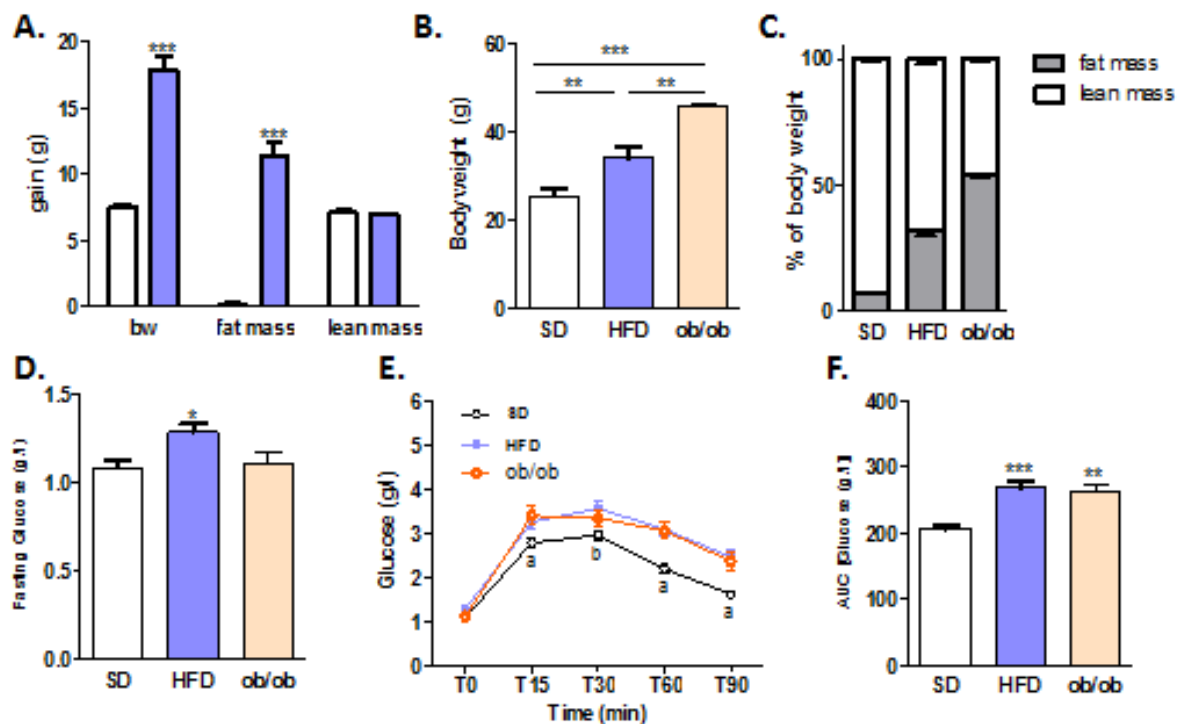 A.
gain (g)
20
15
10
5
0
***
***
bw
fat mass
lean mass
B.
Bodyweight (g)
60
40
20
0
***
**
**
SD
HFD
ob/ob
C.
% of body weight
100
50
0
SD
HFD
ob/ob
fat mass
lean mass
D.
Fasting Glucose (g.l)
1.5
1.0
0.5
0.0
*
SD
HFD
ob/ob
E.
Glucose (g/l)
6
5
4
3
2
1
0
SD
HFD
ob/ob
a
b
a
a
T0
T15
T30
T60
T90
Time (min)
F.
AUC [Glucose (g.l]
400
300
200
100
0
***
**
SD
HFD
ob/ob